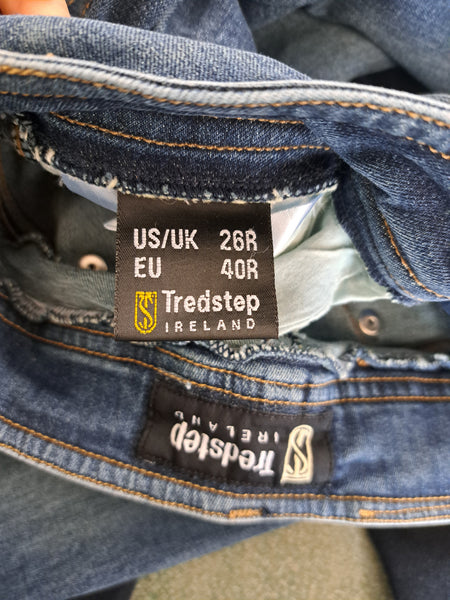 US/UK 26R
EU 40R
Tredstep
IRELAND
Tredstep
IRELAND